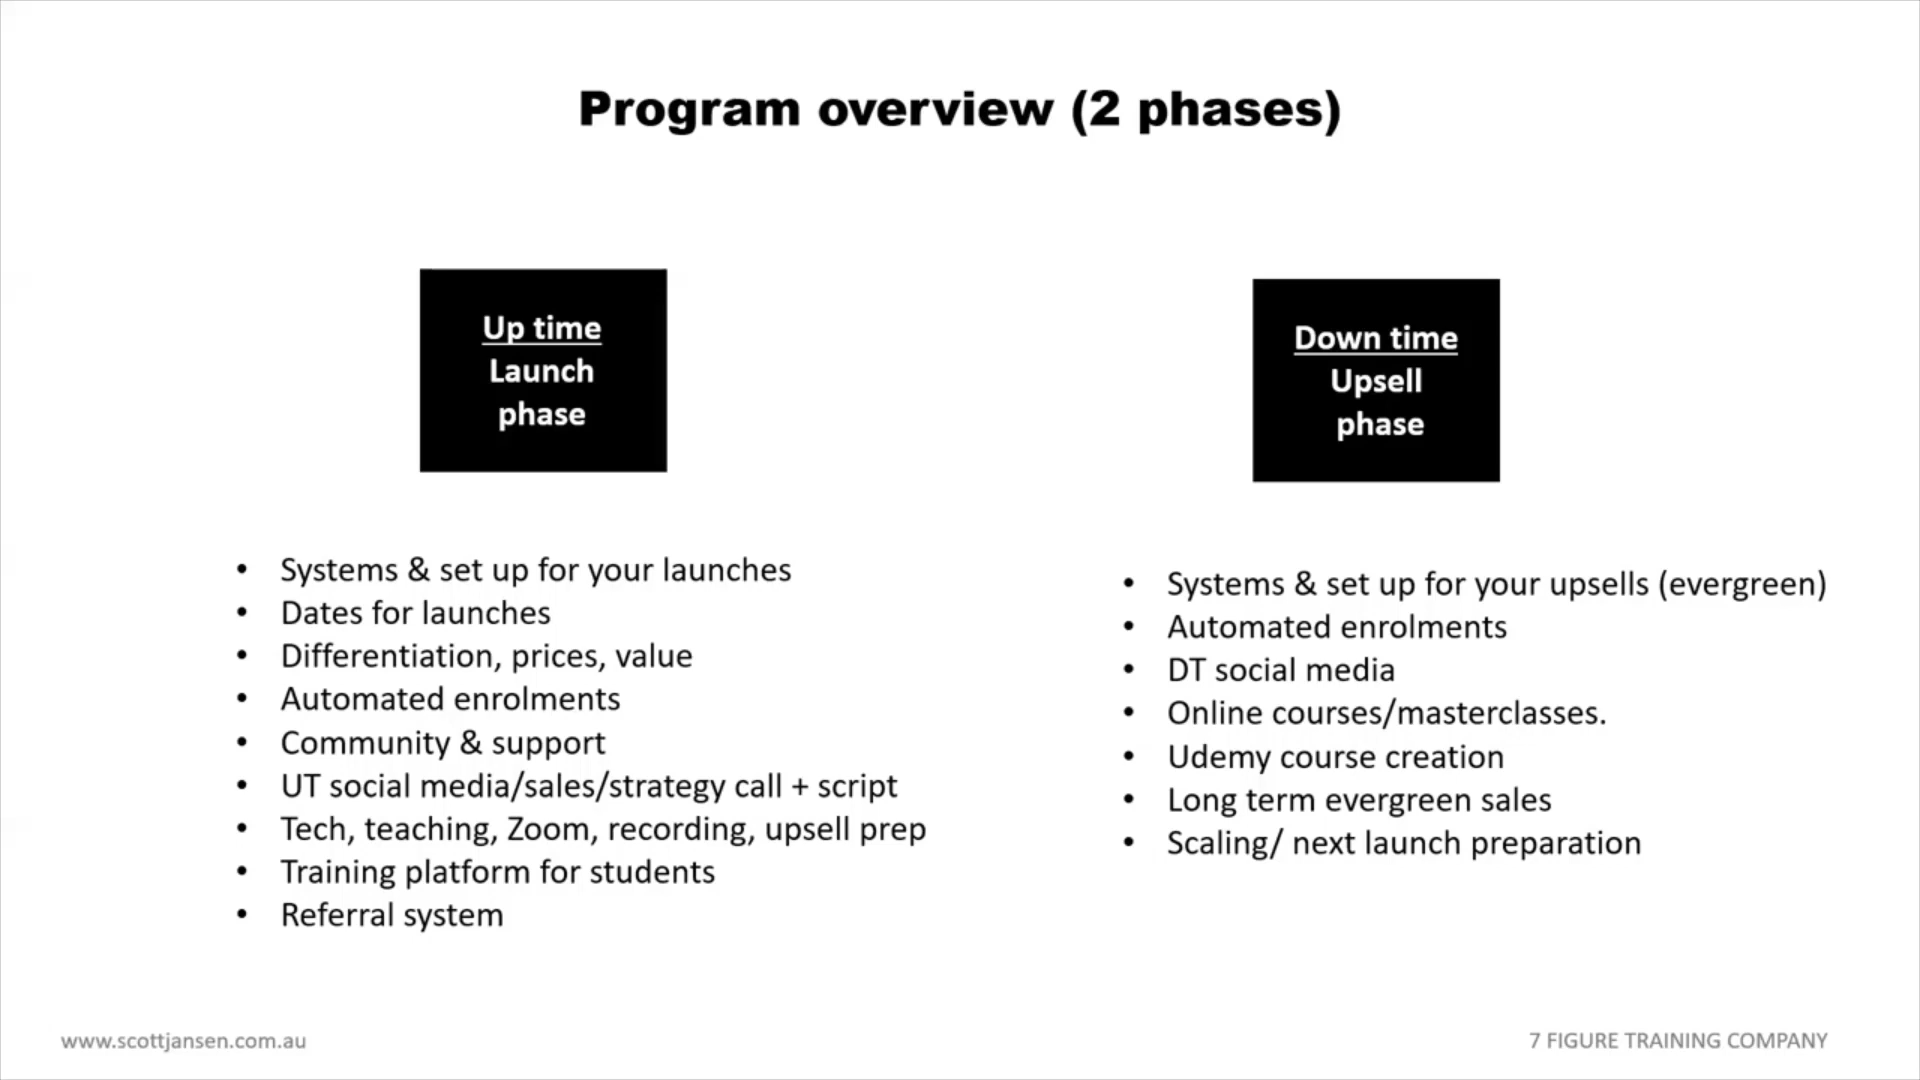 Program overview (2 phases)
Up time
Launch
phase
Systems & set up for your launches
Dates for launches
Differentiation, prices, value
Automated enrolments
Community & support
UT social media/sales/strategy call + script
Tech, teaching, Zoom, recording, upsell prep
Training platform for students
Referral system
Down time
Upsell
phase
Systems & set up for your upsells (evergreen)
Automated enrolments
DT social media
Online courses/masterclasses.
Udemy course creation
Long term evergreen sales
Scaling/ next launch preparation
www.scottjansen.com.au
7 FIGURE TRAINING COMPANY